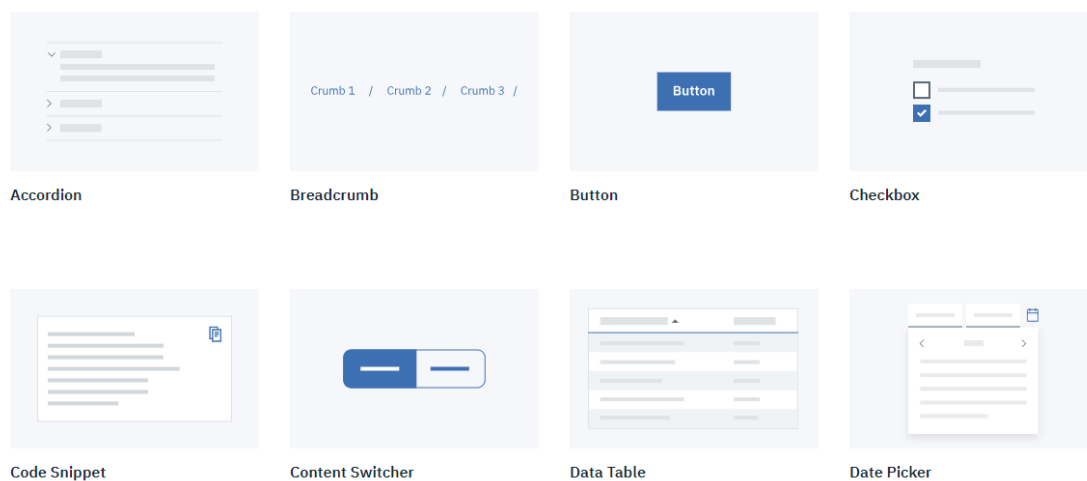 Crumb 1 / Crumb 2 / Crumb 3 /
Button
Accordion
Breadcrumb
Button
Checkbox
Code Snippet
Content Switcher
Data Table
Date Picker